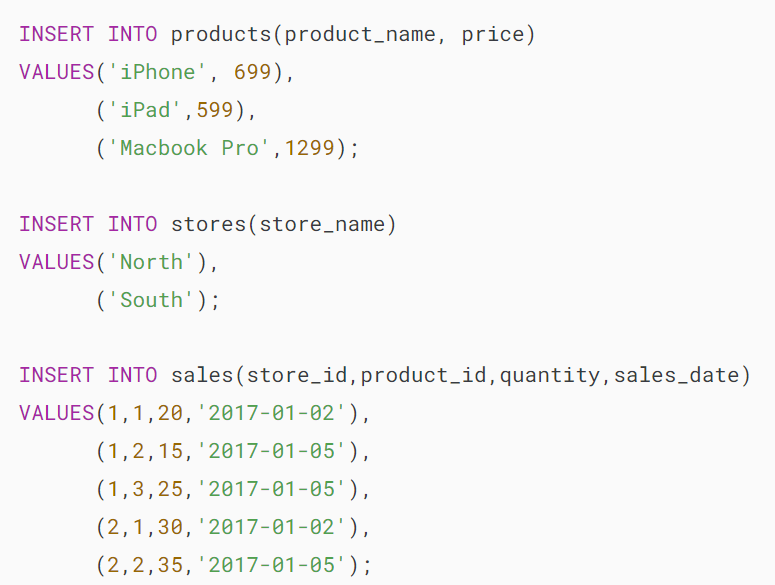 INSERT INTO products(product_name, price)
VALUES('iPhone', 699),
('iPad',599),
('Macbook Pro',1299);
INSERT INTO stores(store_name)
VALUES('North'),
('South');
INSERT INTO sales(store_id,product_id,quantity,sales_date)
VALUES(1,1,20,'2017-01-02'),
(1,2,15,'2017-01-05'),
(1,3,25,'2017-01-05'),
(2,1,30,'2017-01-02'),
(2,2,35,'2017-01-05');